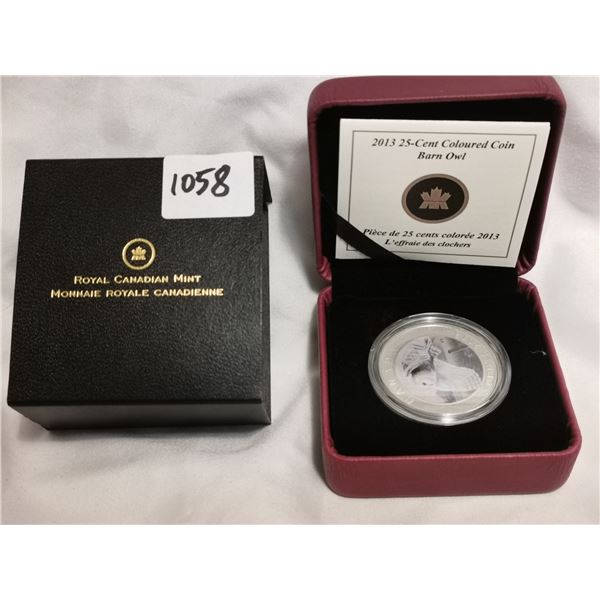 1058
ROYAL CANADIAN MINT
MONNAIE ROYALE CANADIENNE
2013 25-Cent Coloured Coin
Barn Owl
Pièce de 25 cents colorée 2013
L'effraie des clochers